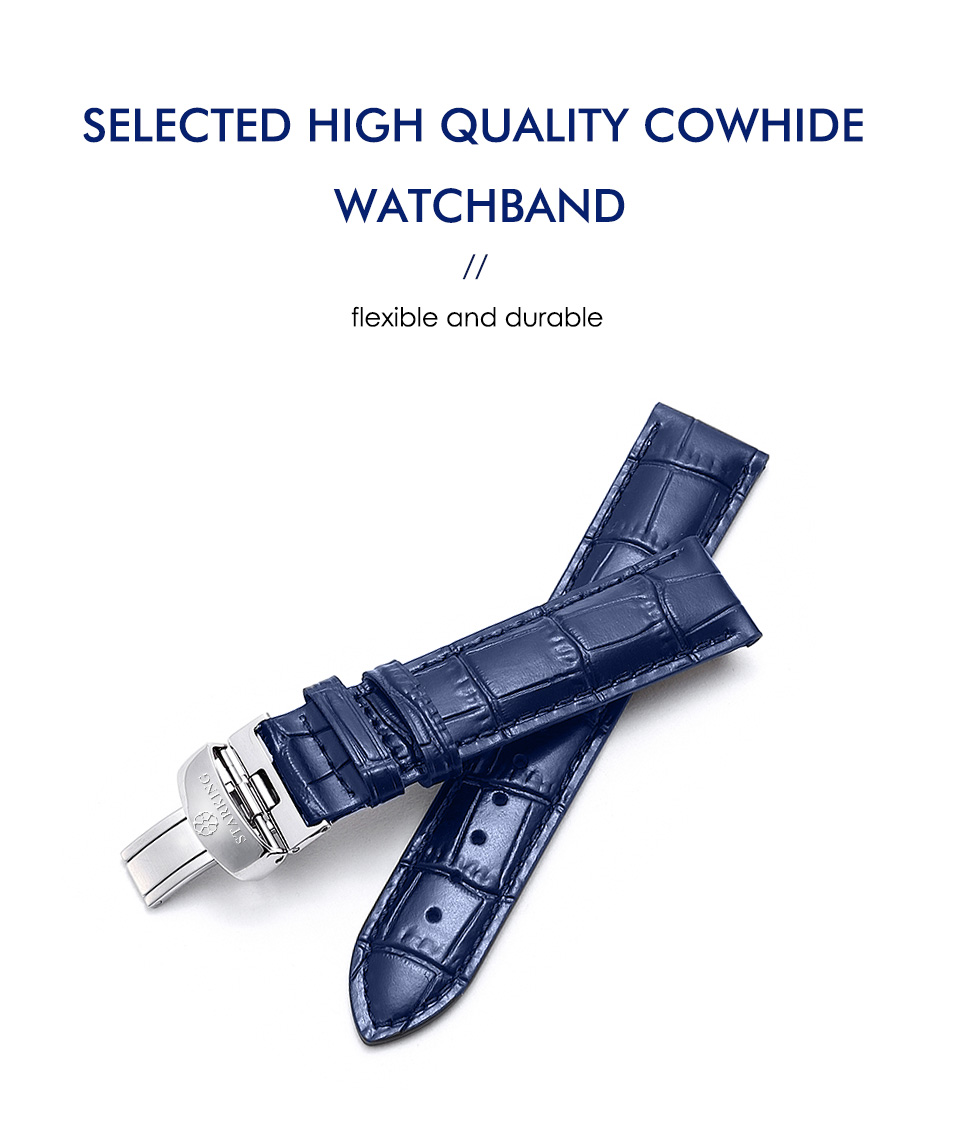 SELECTED HIGH QUALITY COWHIDE
WATCHBAND
//
flexible and durable
STARKING